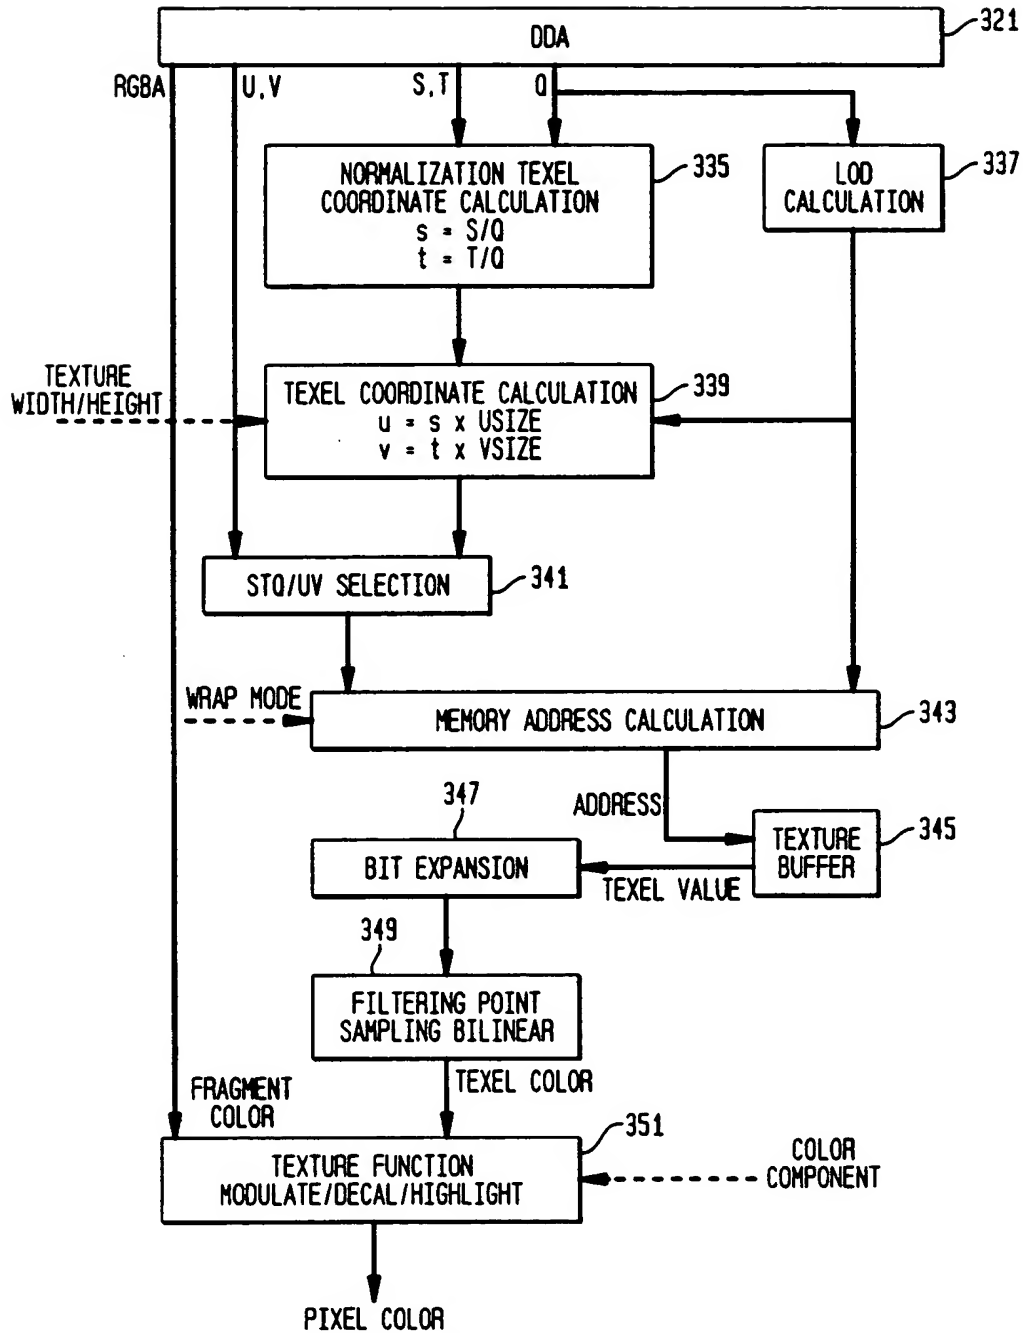 DDA
321
RGBA
U,V
S,T
Q
NORMALIZATION TEXEL
COORDINATE CALCULATION
s = S/Q
t = T/Q
335
LOD
CALCULATION
337
TEXTURE
WIDTH/HEIGHT
TEXEL COORDINATE CALCULATION
u = s x USIZE
v = t x VSIZE
339
STQ/UV SELECTION
341
WRAP MODE
MEMORY ADDRESS CALCULATION
343
ADDRESS
TEXTURE
BUFFER
345
347
BIT EXPANSION
TEXEL VALUE
349
FILTERING POINT
SAMPLING BILINEAR
TEXEL COLOR
FRAGMENT
COLOR
351
TEXTURE FUNCTION
MODULATE/DECAL/HIGHLIGHT
COLOR
COMPONENT
PIXEL COLOR